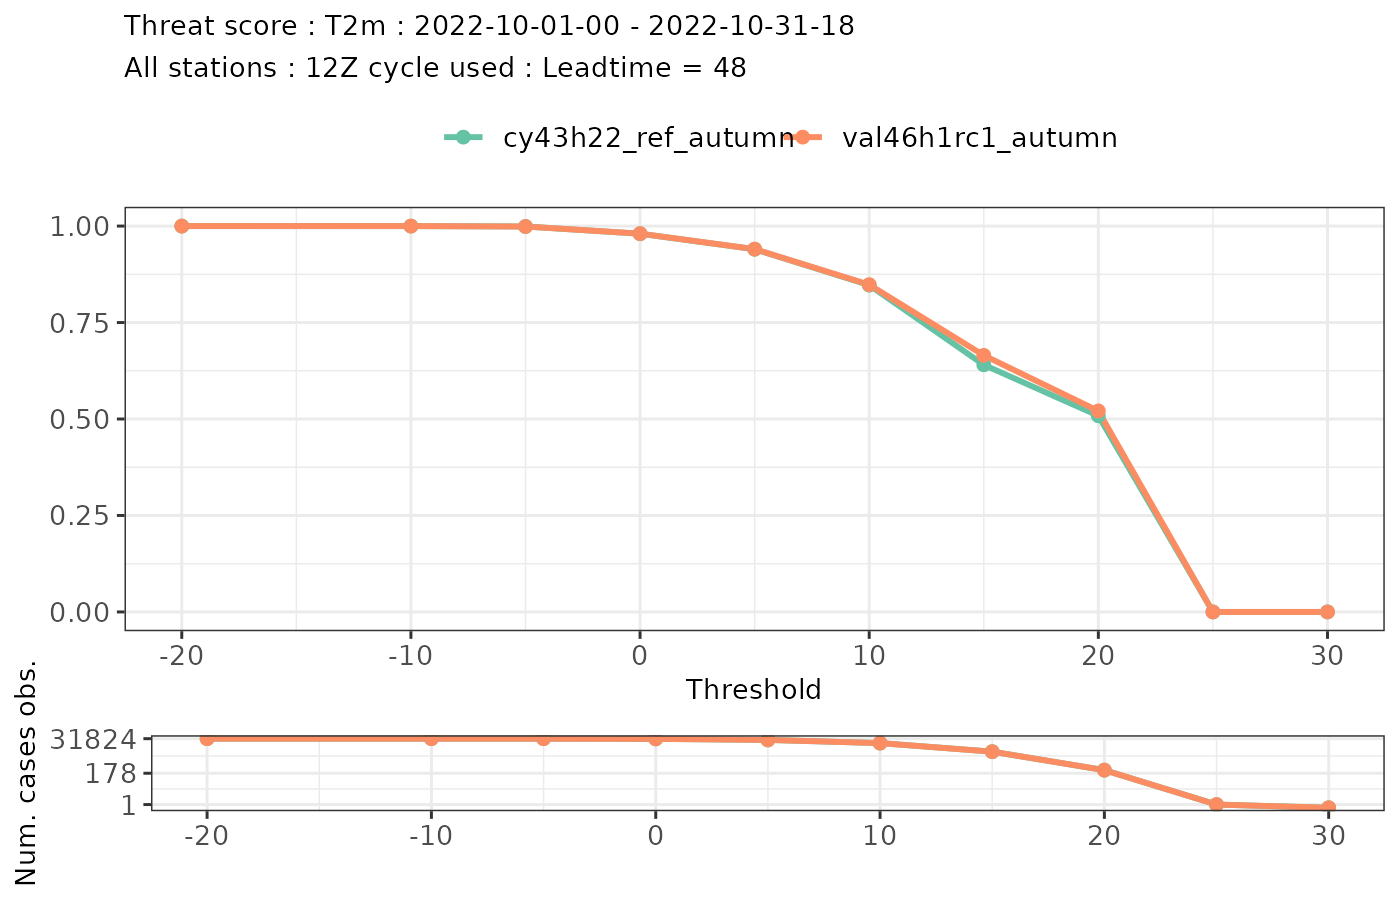 Threat score : T2m : 2022-10-01-00 - 2022-10-31-18
All stations : 12Z cycle used : Leadtime = 48
cy43h22_ref_autumn val46h1rc1_autumn
1.00
0.75
0.50
0.25
0.00
-20 -10 0 10 20 30
Threshold
Num. cases obs.
31824
178
1
-20 -10 0 10 20 30